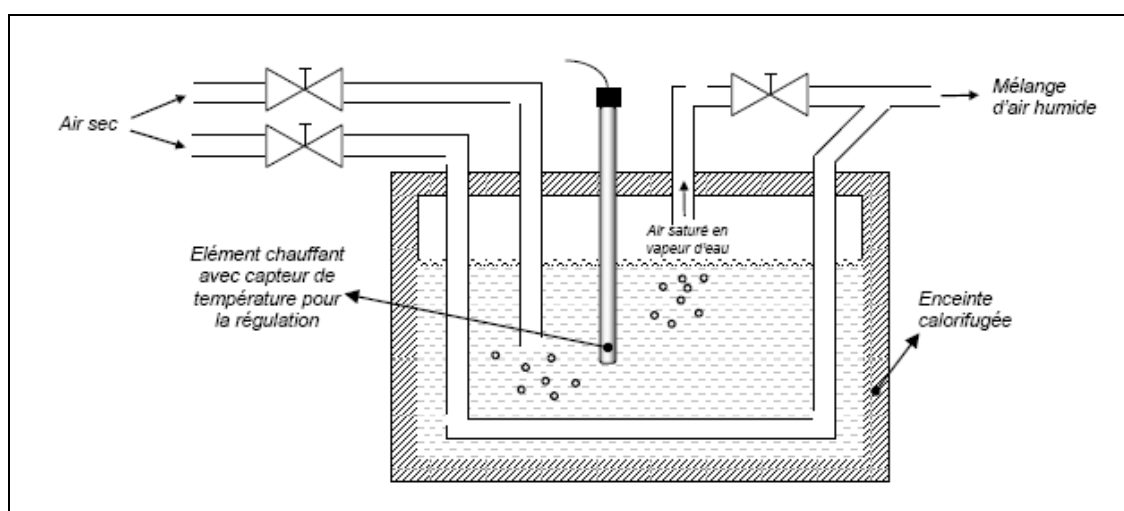 Air sec
Mélange
d'air humide
Air saturé en
vapeur d'eau
Elément chauffant
avec capteur de
température pour
la régulation
Enceinte
calorifugée